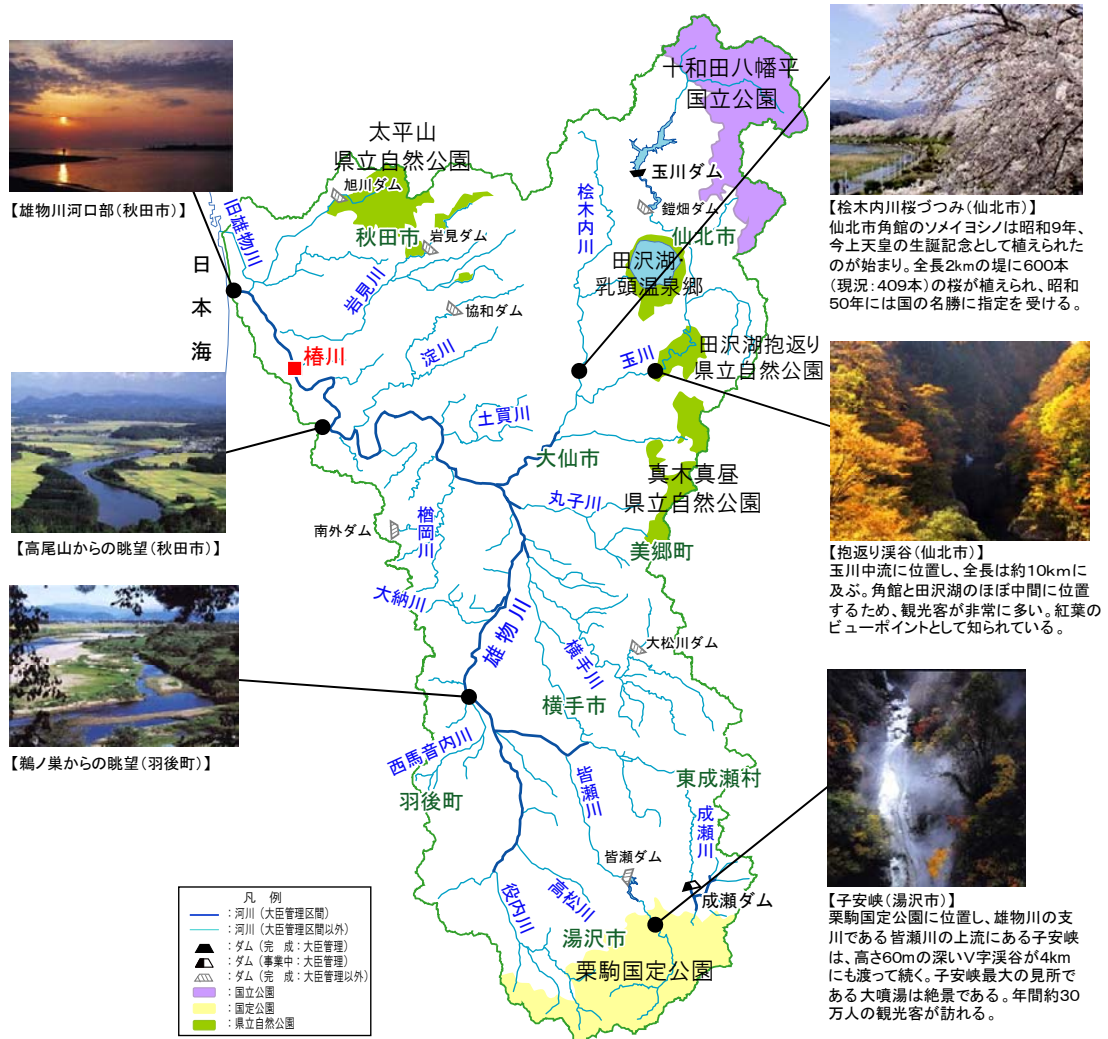 十和田八幡平
国立公園
太平山
県立自然公園
旭川ダム
玉川ダム
鎧畑ダム
桧木内川
仙北市
旧雄物川
秋田市
岩見ダム
岩見川
田沢湖・
乳頭温泉郷
日本海
協和ダム
椿川
淀川
玉川
田沢湖抱返り
県立自然公園
土買川
大仙市
真木真昼
県立自然公園
丸子川
南外ダム
楢岡川
美郷町
大納川
雄物川
横手川
大松川ダム
横手市
西馬音内川
羽後町
皆瀬川
東成瀬村
成瀬川
皆瀬ダム
成瀬ダム
役内川
高松川
湯沢市
栗駒国定公園
【雄物川河口部(秋田市)】
【高尾山からの眺望(秋田市)】
【鵜ノ巣からの眺望(羽後町)】
【桧木内川桜づつみ(仙北市)】
仙北市角館のソメイヨシノは昭和9年、
今上天皇の生誕記念として植えられた
のが始まり。全長2kmの堤に600本
(現況:409本)の桜が植えられ、昭和
50年には国の名勝に指定を受ける。
【抱返り渓谷(仙北市)】
玉川中流に位置し、全長は約10kmに
及ぶ。角館と田沢湖のほぼ中間に位置
するため、観光客が非常に多い。紅葉の
ビューポイントとして知られている。
【子安峡(湯沢市)】
栗駒国定公園に位置し、雄物川の支
川である皆瀬川の上流にある子安峡
は、高さ60mの深いV字渓谷が4km
にも渡って続く。子安峡最大の見所で
ある大噴湯は絶景である。年間約30
万人の観光客が訪れる。
凡 例
:河川(大臣管理区間)
:河川(大臣管理区間以外)
:ダム(完 成:大臣管理)
:ダム(事業中:大臣管理)
:ダム(完 成:大臣管理以外)
:国立公園
:国定公園
:県立自然公園